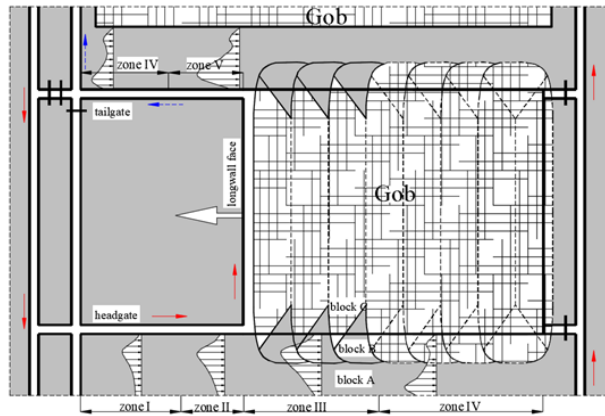 Gob
zone IV
zone V
tailgate
longwall face
Gob
headgate
block C
block B
block A
zone I
zone II
zone III
zone IV